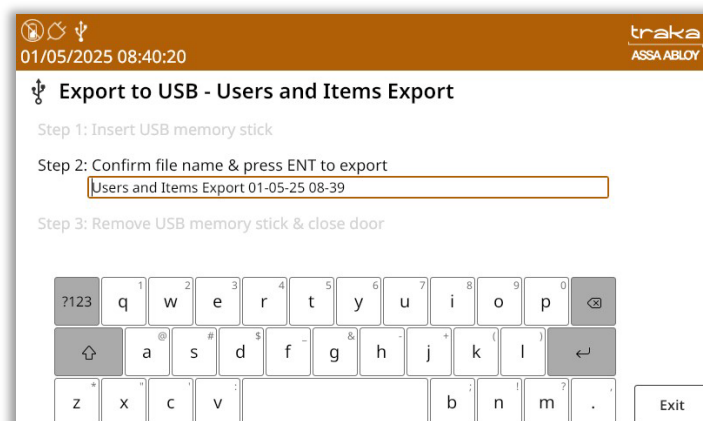 traka
01/05/2025 08:40:20
ASSA ABLOY
Export to USB - Users and Items Export
Step 1: Insert USB memory stick
Step 2: Confirm file name & press ENT to export
Users and Items Export 01-05-25 08-39
Step 3: Remove USB memory stick & close door
1 2 3 4 5 6 7 8 9 0
?123 q w e r t y u i o p
@ # $ _ & - + ( )
a s d f g h j k l
* " ' : ; ! ? ,
z x c v b n m .
Exit